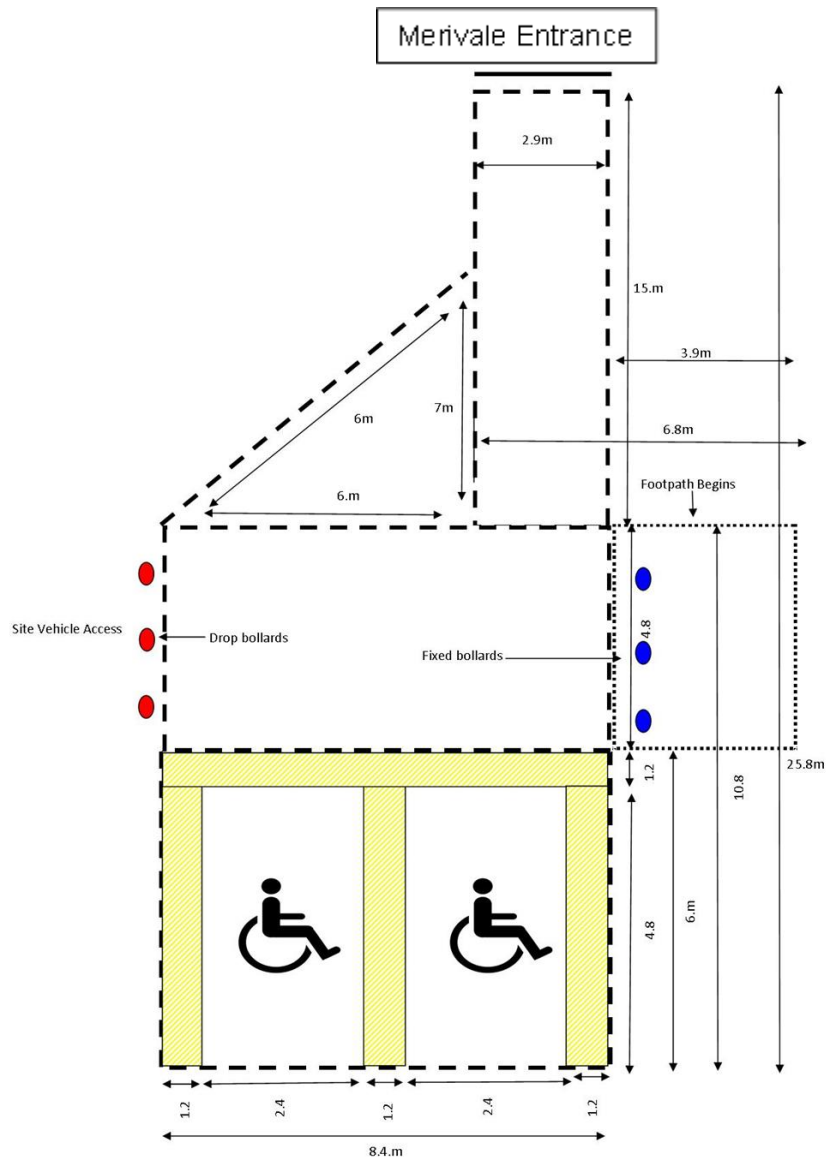 Merivale Entrance
2.9m
15.m
3.9m
6m
7m
6.8m
6.m
Footpath Begins
Site Vehicle Access
Drop bollards
Fixed bollards
4.8
25.8m
1.2
10.8
6.m
4.8
1.2
2.4
1.2
2.4
1.2
8.4.m